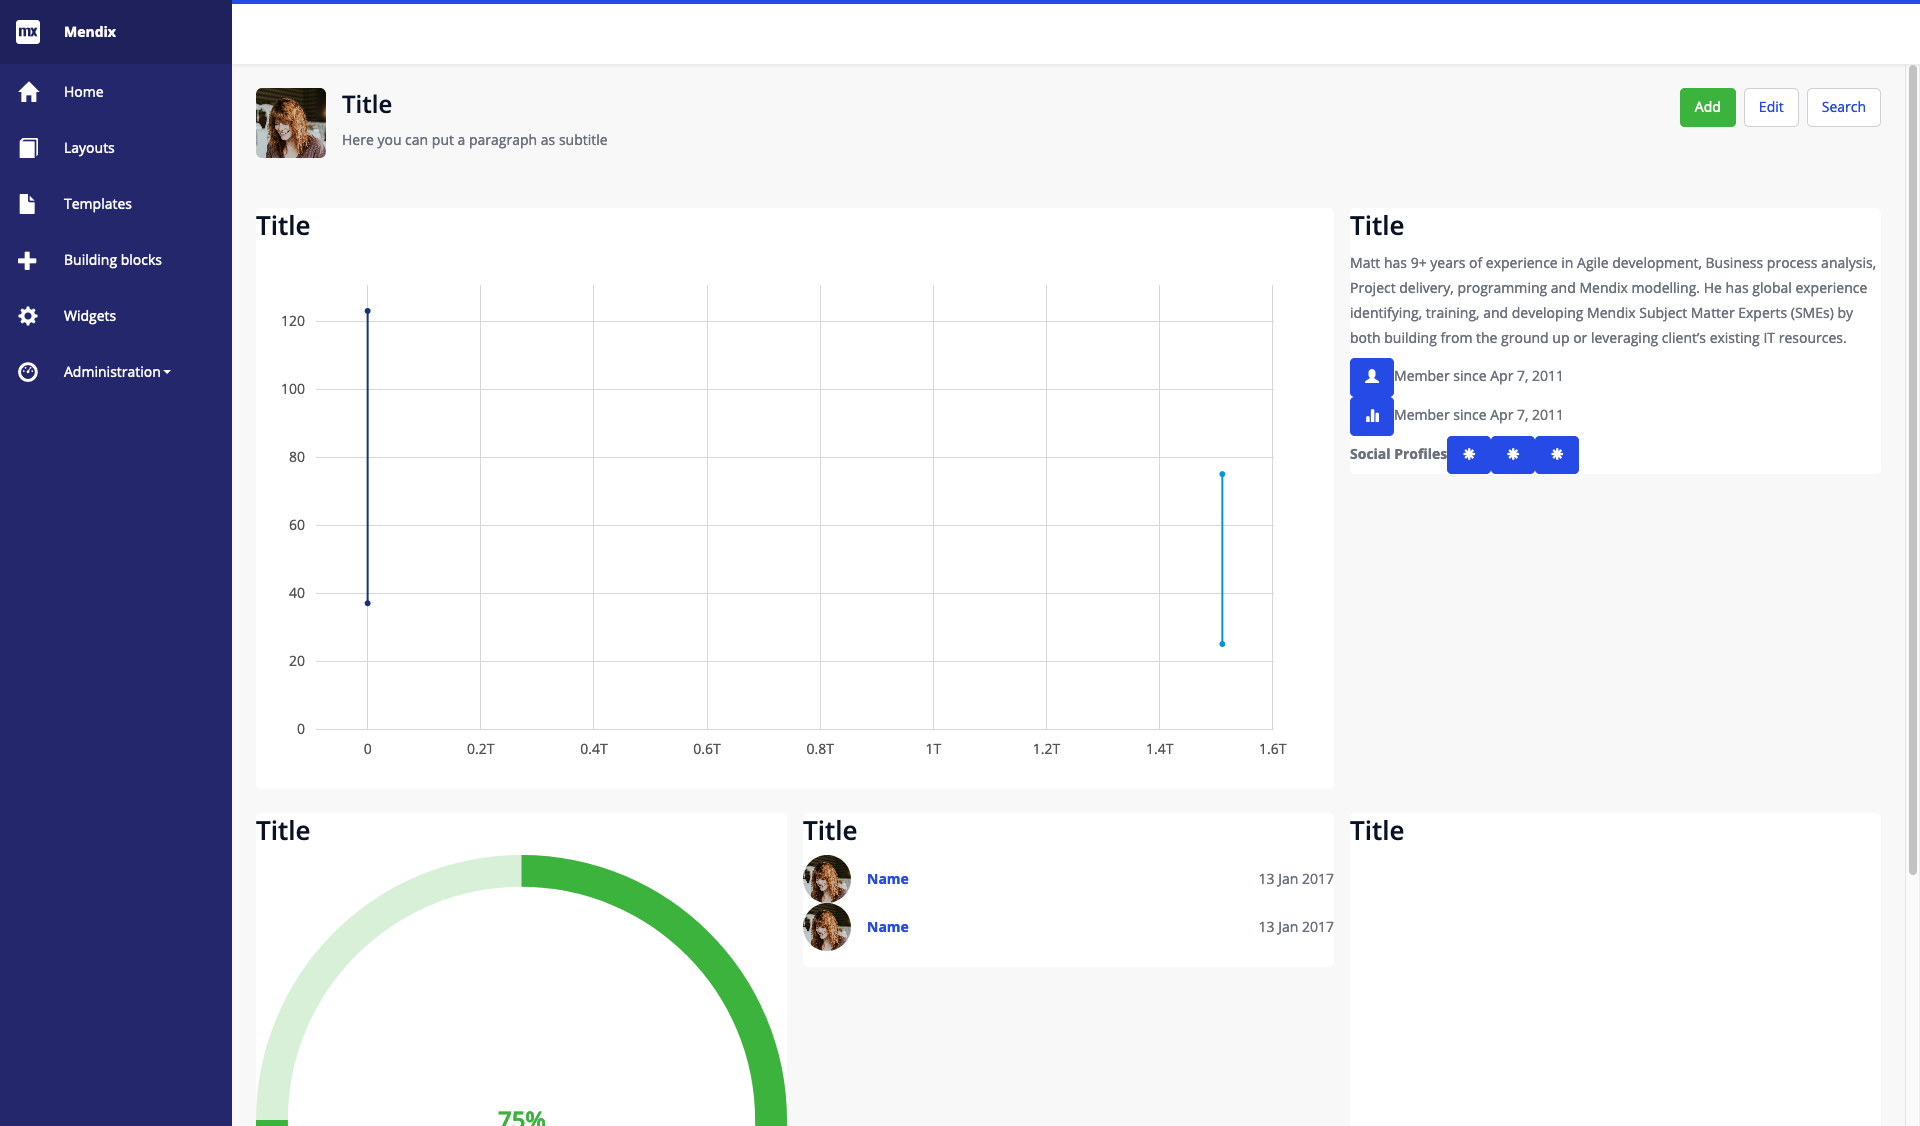 mx Mendix
Home
Layouts
Templates
Building blocks
Widgets
Administration
Title
Here you can put a paragraph as subtitle
Add Edit Search
Title
120
100
80
60
40
20
0
0 0.2T 0.4T 0.6T 0.8T 1T 1.2T 1.4T 1.6T
Title
Matt has 9+ years of experience in Agile development, Business process analysis,
Project delivery, programming and Mendix modelling. He has global experience
identifying, training, and developing Mendix Subject Matter Experts (SMEs) by
both building from the ground up or leveraging client’s existing IT resources.
Member since Apr 7, 2011
Member since Apr 7, 2011
Social Profiles
Title
75%
Title
Name 13 Jan 2017
Name 13 Jan 2017
Title